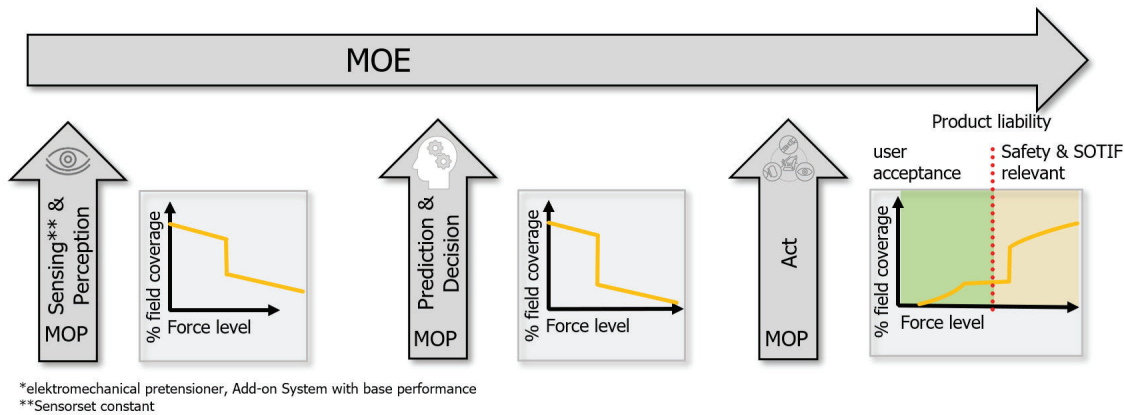 MOE
Sensing** &
Perception
MOP
% field coverage
Force level
Prediction &
Decision
MOP
% field coverage
Force level
Act
MOP
Product liability
user
acceptance
Safety & SOTIF
relevant
% field coverage
Force level
*elektromechanical pretensioner, Add-on System with base performance
**Sensorset constant